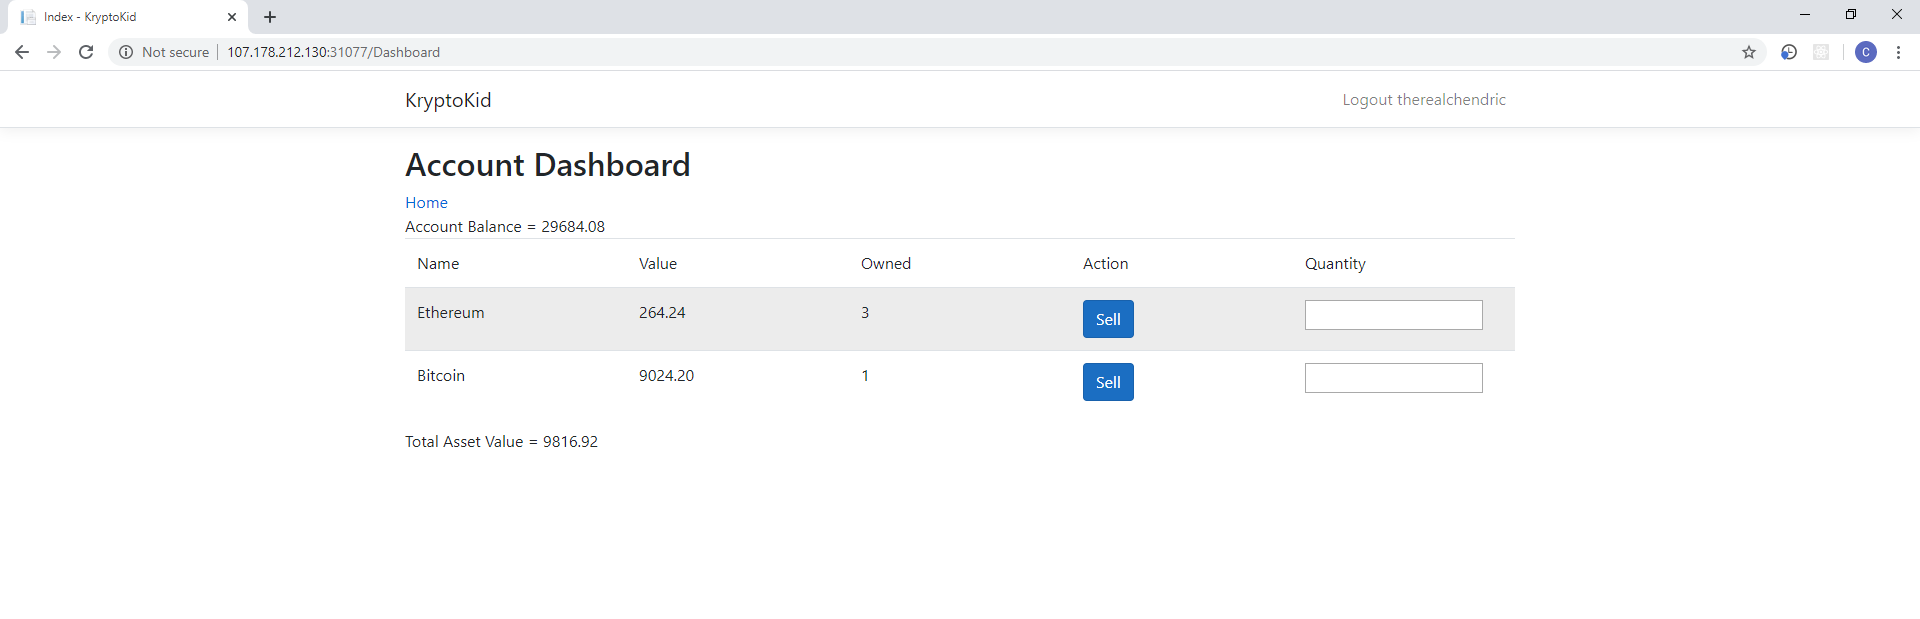 Index - KryptoKid
Not secure 107.178.212.130:31077/Dashboard
C
KryptoKid
Logout therealchendric
Account Dashboard
Home
Account Balance = 29684.08
Name Value Owned Action Quantity
Ethereum 264.24 3 Sell
Bitcoin 9024.20 1 Sell
Total Asset Value = 9816.92